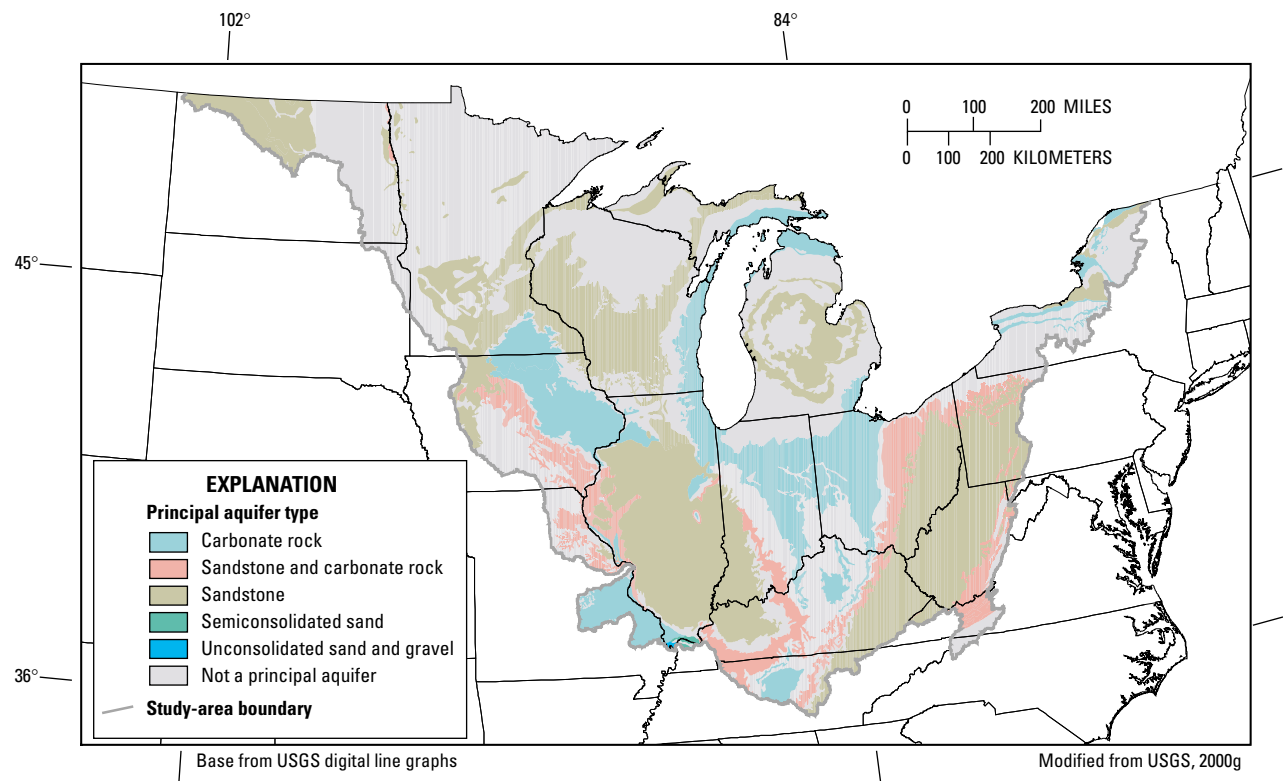 102°
84°
0 100 200 MILES
0 100 200 KILOMETERS
45°
36°
EXPLANATION
Principal aquifer type
Carbonate rock
Sandstone and carbonate rock
Sandstone
Semiconsolidated sand
Unconsolidated sand and gravel
Not a principal aquifer
Study-area boundary
Base from USGS digital line graphs
Modified from USGS, 2000g